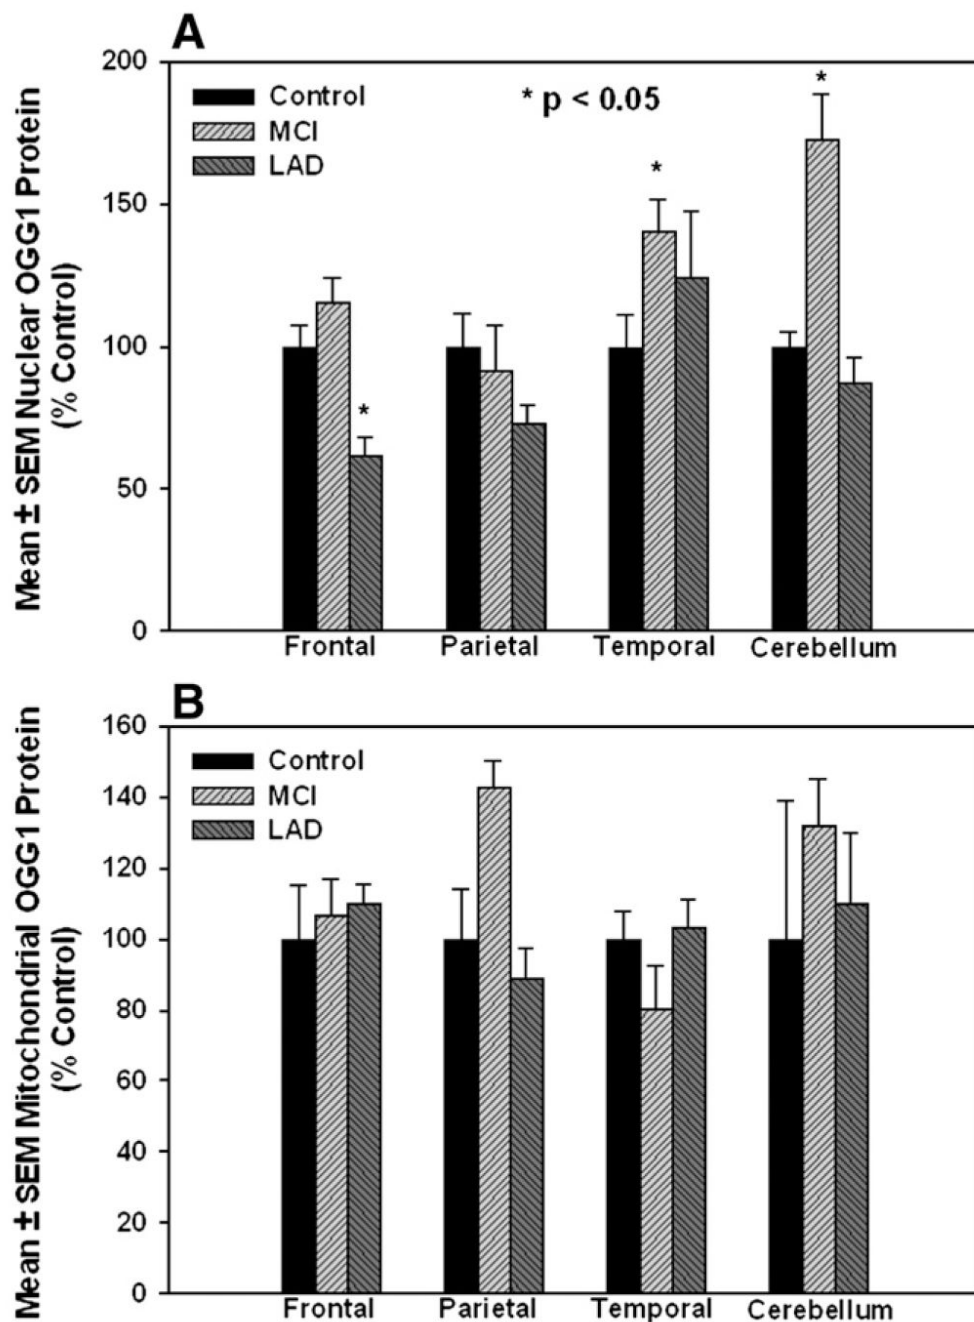 A
Mean ± SEM Nuclear OGG1 Protein
(% Control)
200
150
100
50
0
Control
MCI
LAD
* p < 0.05
*
*
*
Frontal Parietal Temporal Cerebellum
B
Mean ± SEM Mitochondrial OGG1 Protein
(% Control)
160
140
120
100
80
60
40
20
0
Control
MCI
LAD
Frontal Parietal Temporal Cerebellum